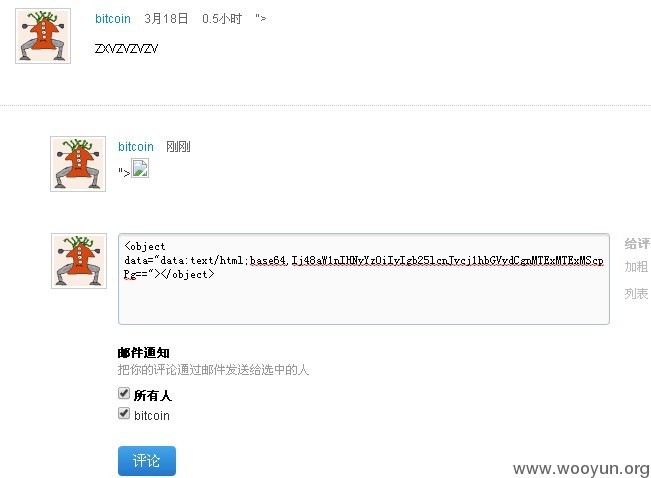 bitcoin 3月18日 0.5小时 ">
ZXVZVZVZV
bitcoin 刚刚
">
<object
data="data:text/html;base64,Ij48aW1nIHNyYz0iIyIgb25lcnJvcj1hbGVydCgnMTExMTExMScp
Pg=="></object>
给评
加粗
列表
邮件通知
把你的评论通过邮件发送给选中的人
所有人
bitcoin
评论
www.wooyun.org